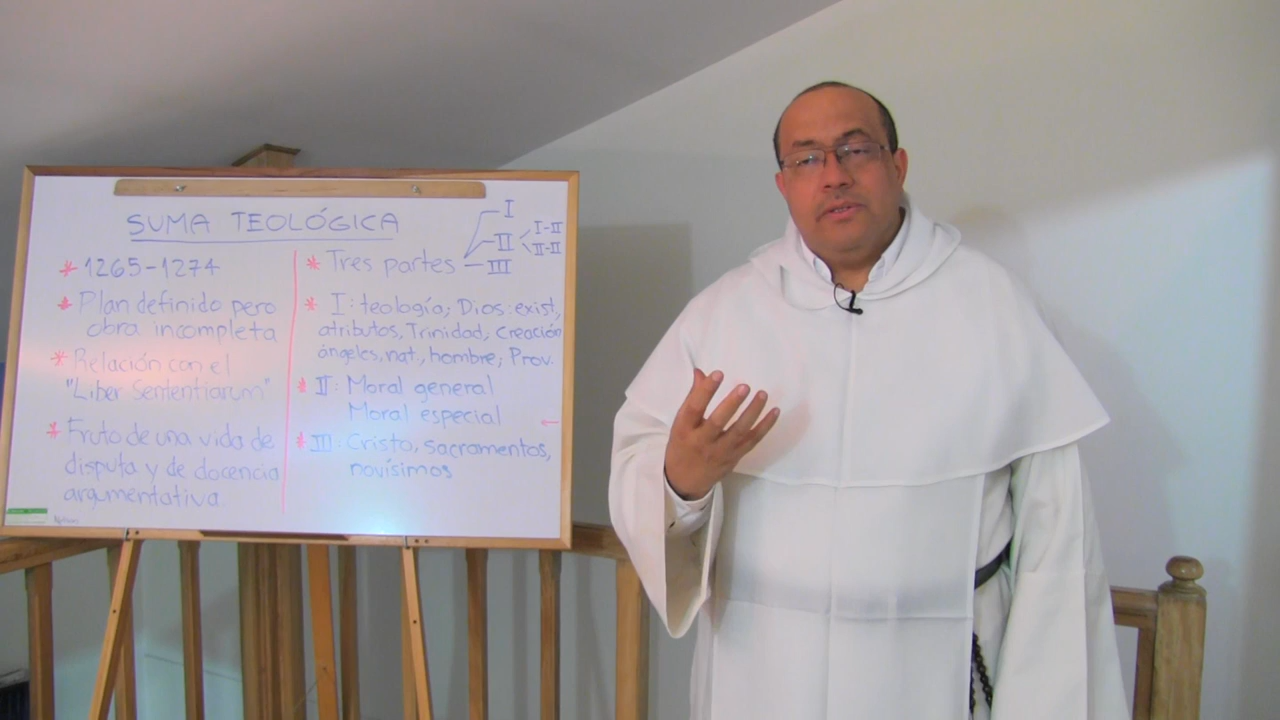 SUMA TEOLÓGICA
* 1265-1274
* Plan definido pero
obra incompleta
* Relación con el
"Liber Sententiarum"
* Fruto de una vida de
disputa y de docencia
argumentativa.
* Tres partes
I
II
I-II
II-II
III
* I: teología; Dios: exist,
atributos, Trinidad; Creación
ángeles, nat., hombre; Prov.
* II: Moral general
Moral especial
* III: Cristo, sacramentos,
novísimos